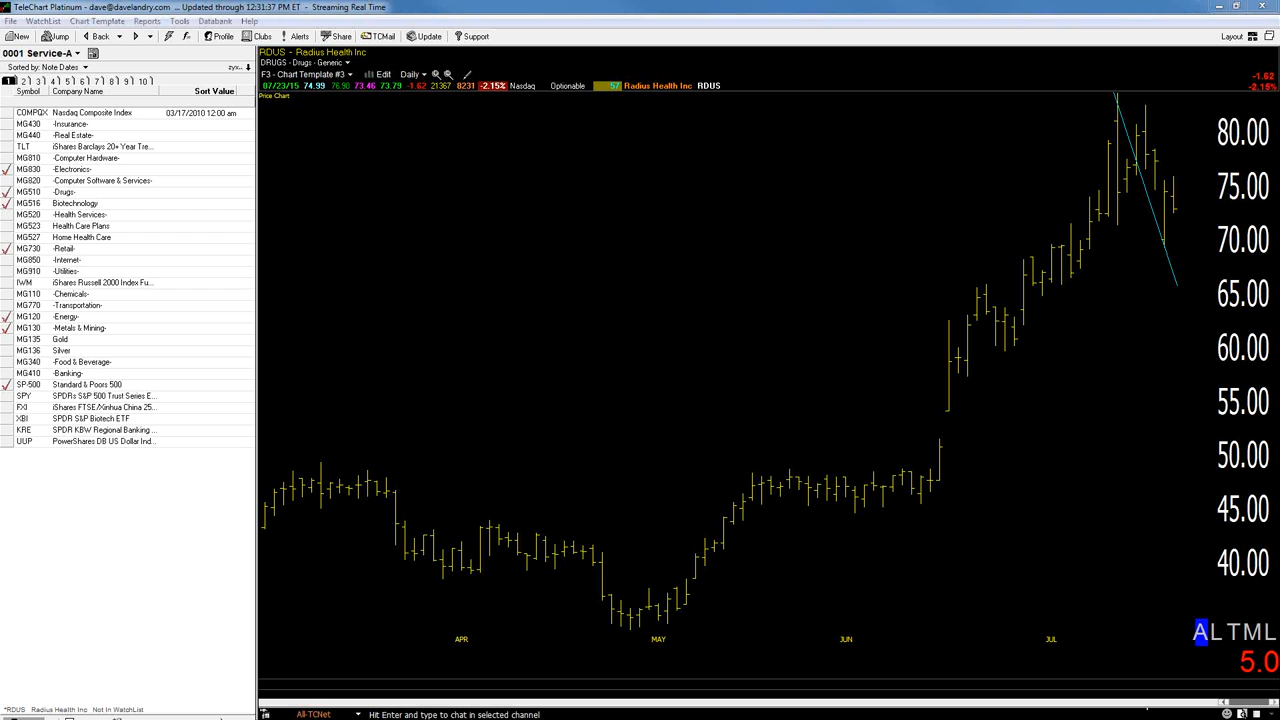 TeleChart Platinum - dave@davelandry.com ... Updated through 12:31:37 PM ET - Streaming Real Time
File WatchList Chart Template Reports Tools Databank Help
New Jump Back Profile Clubs Alerts Share TCMail Update Support Layout
0001 Service-A
Sorted by: Note Dates
1 2 3 4 5 6 7 8 9 10
Symbol Company Name Sort Value
COMPQX Nasdaq Composite Index 03/17/2010 12:00 am
MG430 -Insurance-
MG440 -Real Estate-
TLT iShares Barclays 20+ Year Tre...
MG810 -Computer Hardware-
MG830 -Electronics-
MG820 -Computer Software & Services-
MG510 -Drugs-
MG516 Biotechnology
MG520 -Health Services-
MG523 Health Care Plans
MG527 Home Health Care
MG730 -Retail-
MG850 -Internet-
MG910 -Utilities-
IWM iShares Russell 2000 Index Fu...
MG110 -Chemicals-
MG770 -Transportation-
MG120 -Energy-
MG130 -Metals & Mining-
MG135 Gold
MG136 Silver
MG340 -Food & Beverage-
MG410 -Banking-
SP-500 Standard & Poors 500
SPY SPDRs S&P 500 Trust Series E...
FXI iShares FTSE/Xinhua China 25...
XBI SPDR S&P Biotech ETF
KRE SPDR KBW Regional Banking ...
UUP PowerShares DB US Dollar Ind...
*RDUS Radius Health Inc Not In WatchList
RDUS - Radius Health Inc
DRUGS - Drugs - Generic
F3 - Chart Template #3 Edit Daily
-1.62
07/23/15 74.99 76.90 73.46 73.79 -1.62 21367 8231 -2.15% Nasdaq Optionable 57 Radius Health Inc RDUS
-2.15%
Price Chart
80.00
75.00
70.00
65.00
60.00
55.00
50.00
45.00
40.00
APR MAY JUN JUL
ALTML
5.0
All-TCNet Hit Enter and type to chat in selected channel